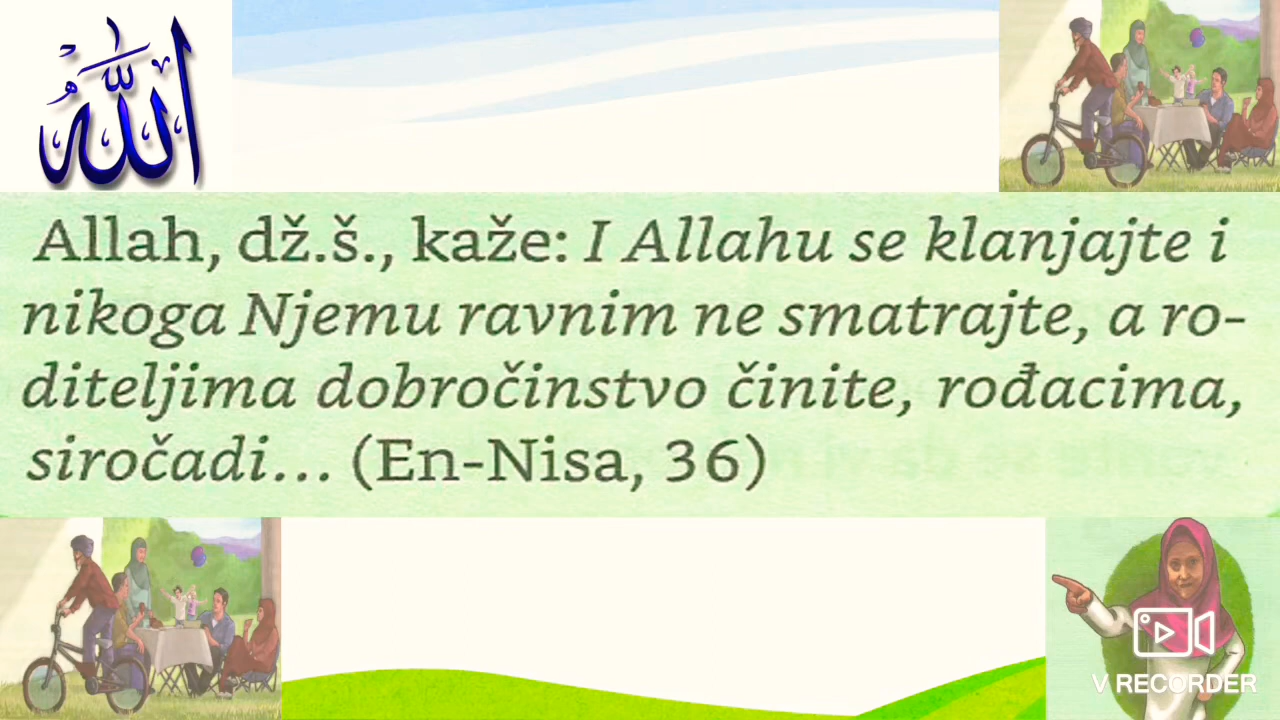 الله
Allah, dž.š., kaže: I Allahu se klanjajte i
nikoga Njemu ravnim ne smatrajte, a ro-
diteljima dobročinstvo činite, rođacima,
siročadi... (En-Nisa, 36)
V RECORDER